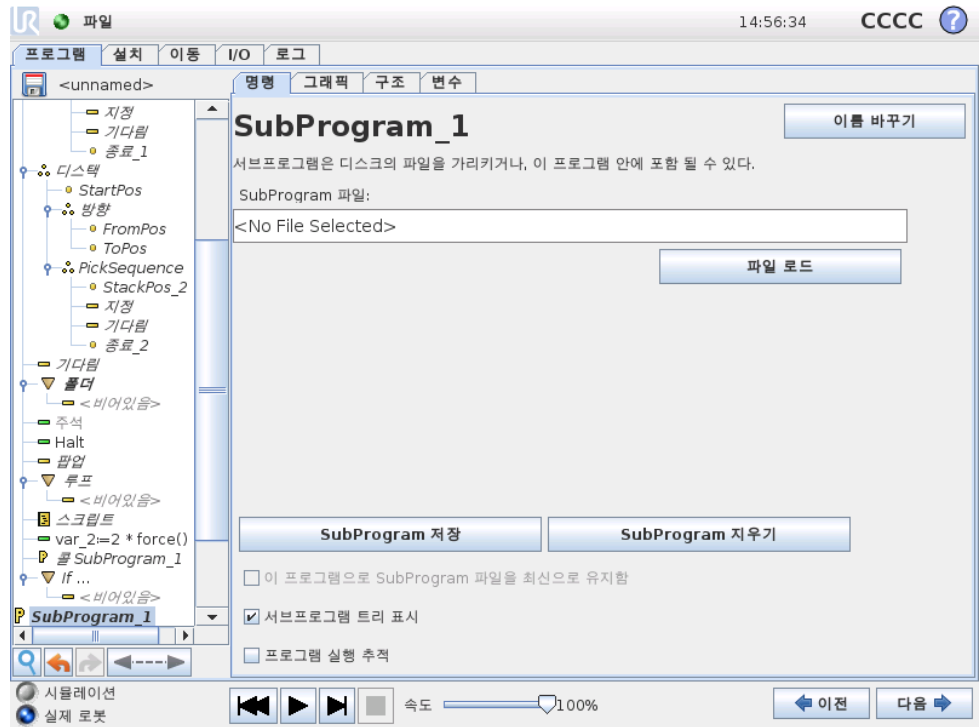 UR 파일 14:56:34 CCCC ?
프로그램 설치 이동 I/O 로그
<unnamed>
명령 그래픽 구조 변수
지정
기다림
종료_1
디스택
StartPos
방향
FromPos
ToPos
PickSequence
StackPos_2
지정
기다림
종료_2
기다림
폴더
<비어있음>
주석
Halt
팝업
루프
<비어있음>
스크립트
var_2≔2 * force()
P 콜 SubProgram_1
If ...
<비어있음>
P SubProgram_1
SubProgram_1
이름 바꾸기
서브프로그램은 디스크의 파일을 가리키거나, 이 프로그램 안에 포함 될 수 있다.
SubProgram 파일:
<No File Selected>
파일 로드
SubProgram 저장 SubProgram 지우기
이 프로그램으로 SubProgram 파일을 최신으로 유지함
서브프로그램 트리 표시
프로그램 실행 추적
시뮬레이션
실제 로봇
속도 100%
이전 다음